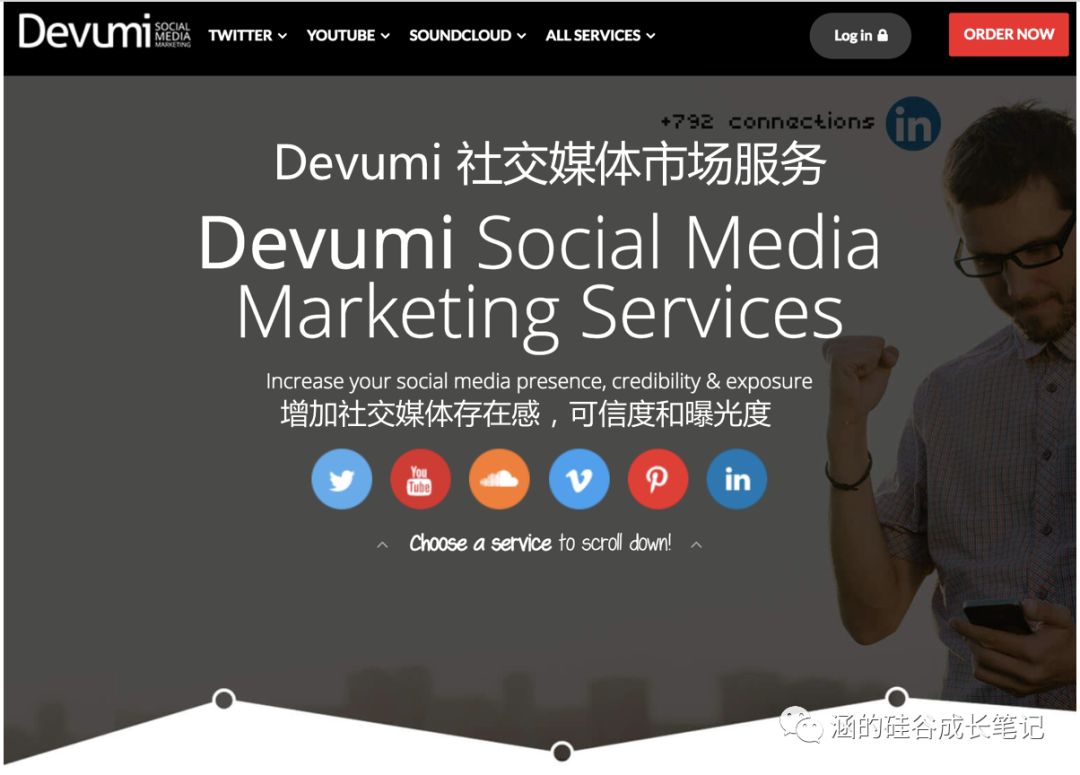 Devumi SOCIAL MEDIA MARKETING
TWITTER YOUTUBE SOUNDCLOUD ALL SERVICES Log in ORDER NOW
+792 connections in
Devumi 社交媒体市场服务
Devumi Social Media
Marketing Services
Increase your social media presence, credibility & exposure
增加社交媒体存在感，可信度和曝光度
You Tube in
Choose a service to scroll down!
涵的硅谷成长笔记